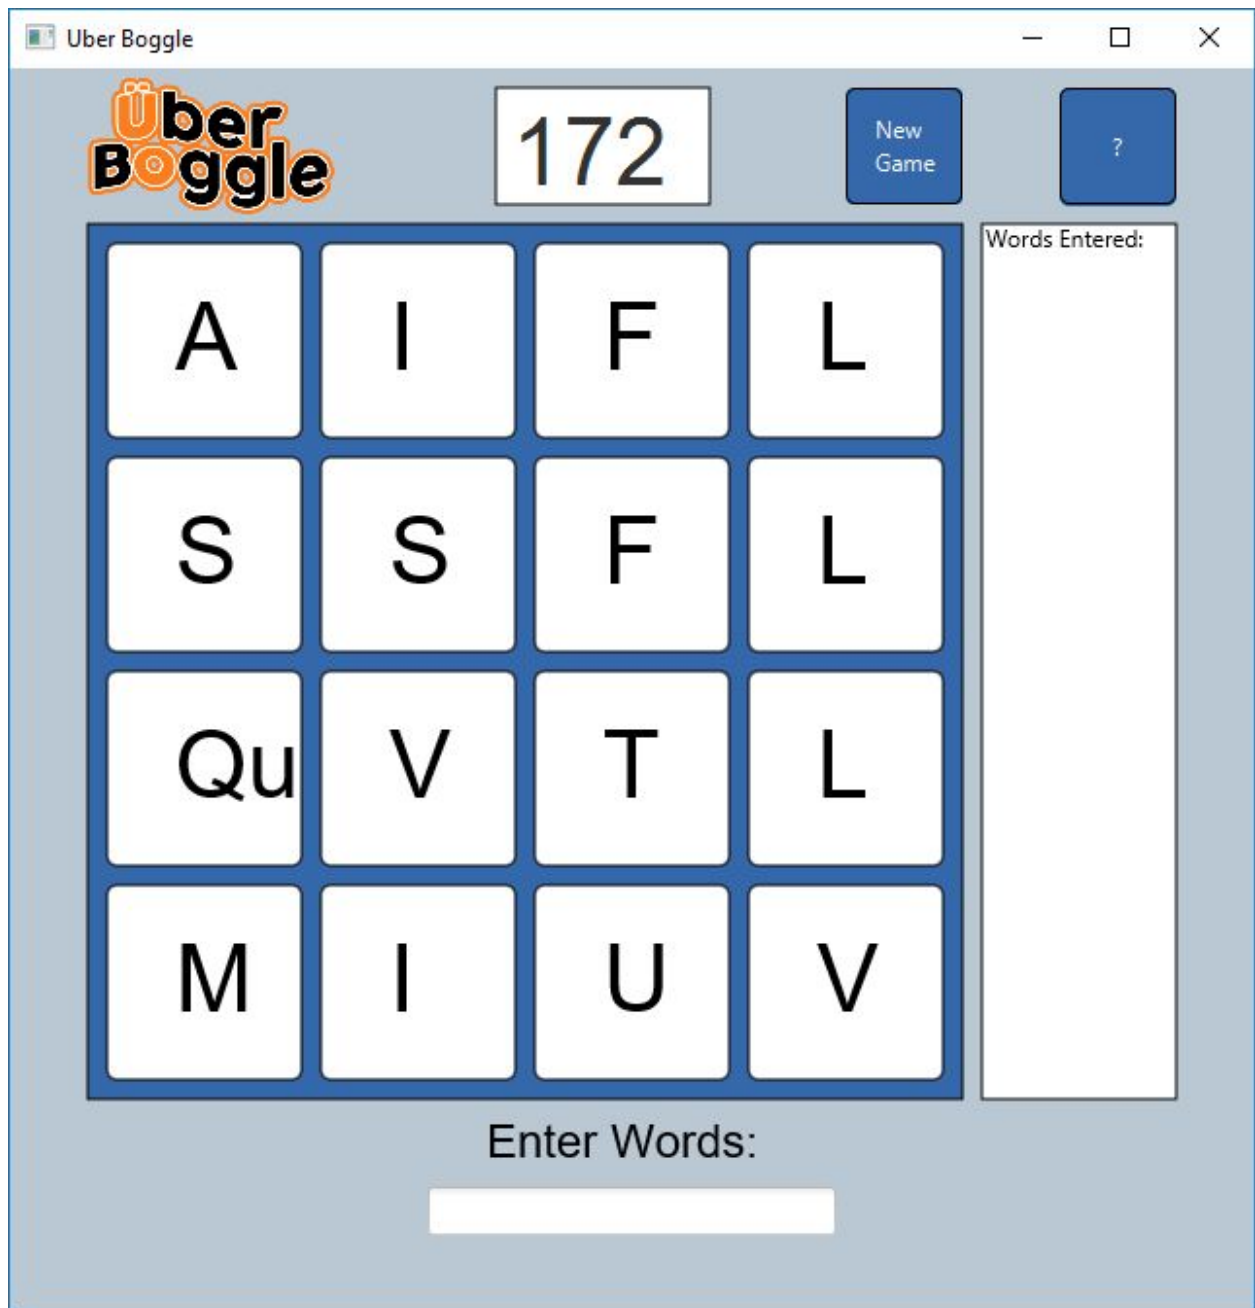 Uber Boggle
Über
Boggle
172
New
Game
?
Words Entered:
A I F L
S S F L
Qu V T L
M I U V
Enter Words: